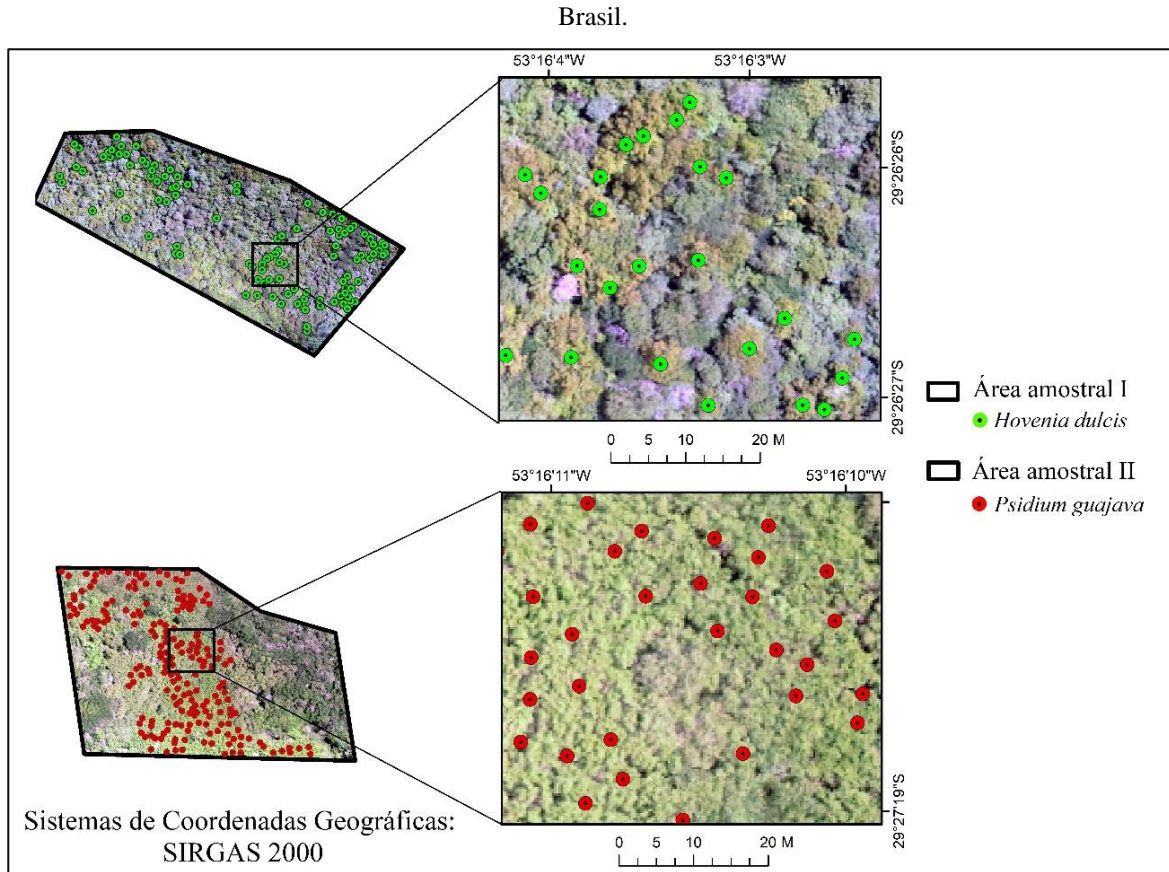 Brasil.
53°16'4"W
53°16'3"W
29°26'26"S
29°26'27"S
0 5 10 20 M
Área amostral I
Hovenia dulcis
Área amostral II
Psidium guajava
53°16'11"W
53°16'10"W
29°27'19"S
0 5 10 20 M
Sistemas de Coordenadas Geográficas:
SIRGAS 2000